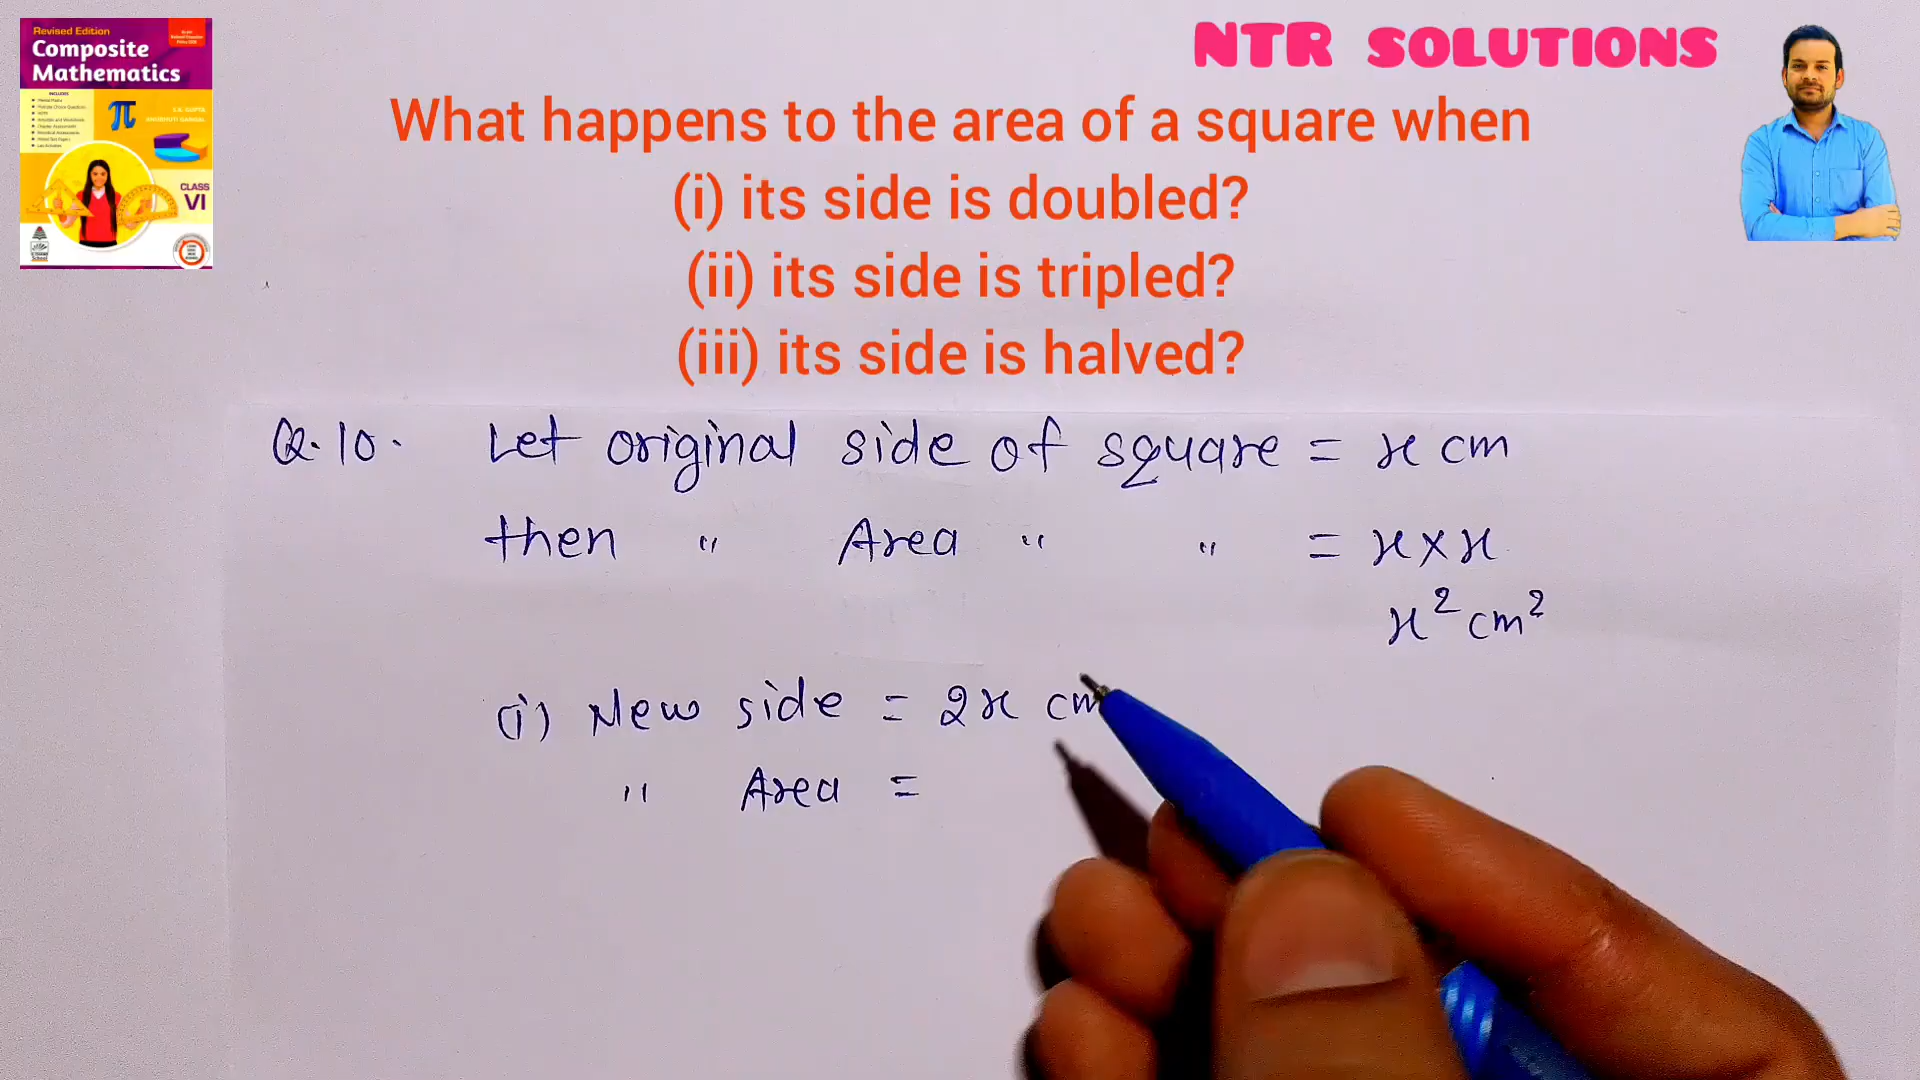 Revised Edition
Composite
Mathematics
INCLUDES
CLASS
VI
NTR SOLUTIONS
What happens to the area of a square when
(i) its side is doubled?
(ii) its side is tripled?
(iii) its side is halved?
Q.10. Let original side of square = x cm
then " Area " " = x × x
x² cm²
(i) New side = 2x cm
" Area =